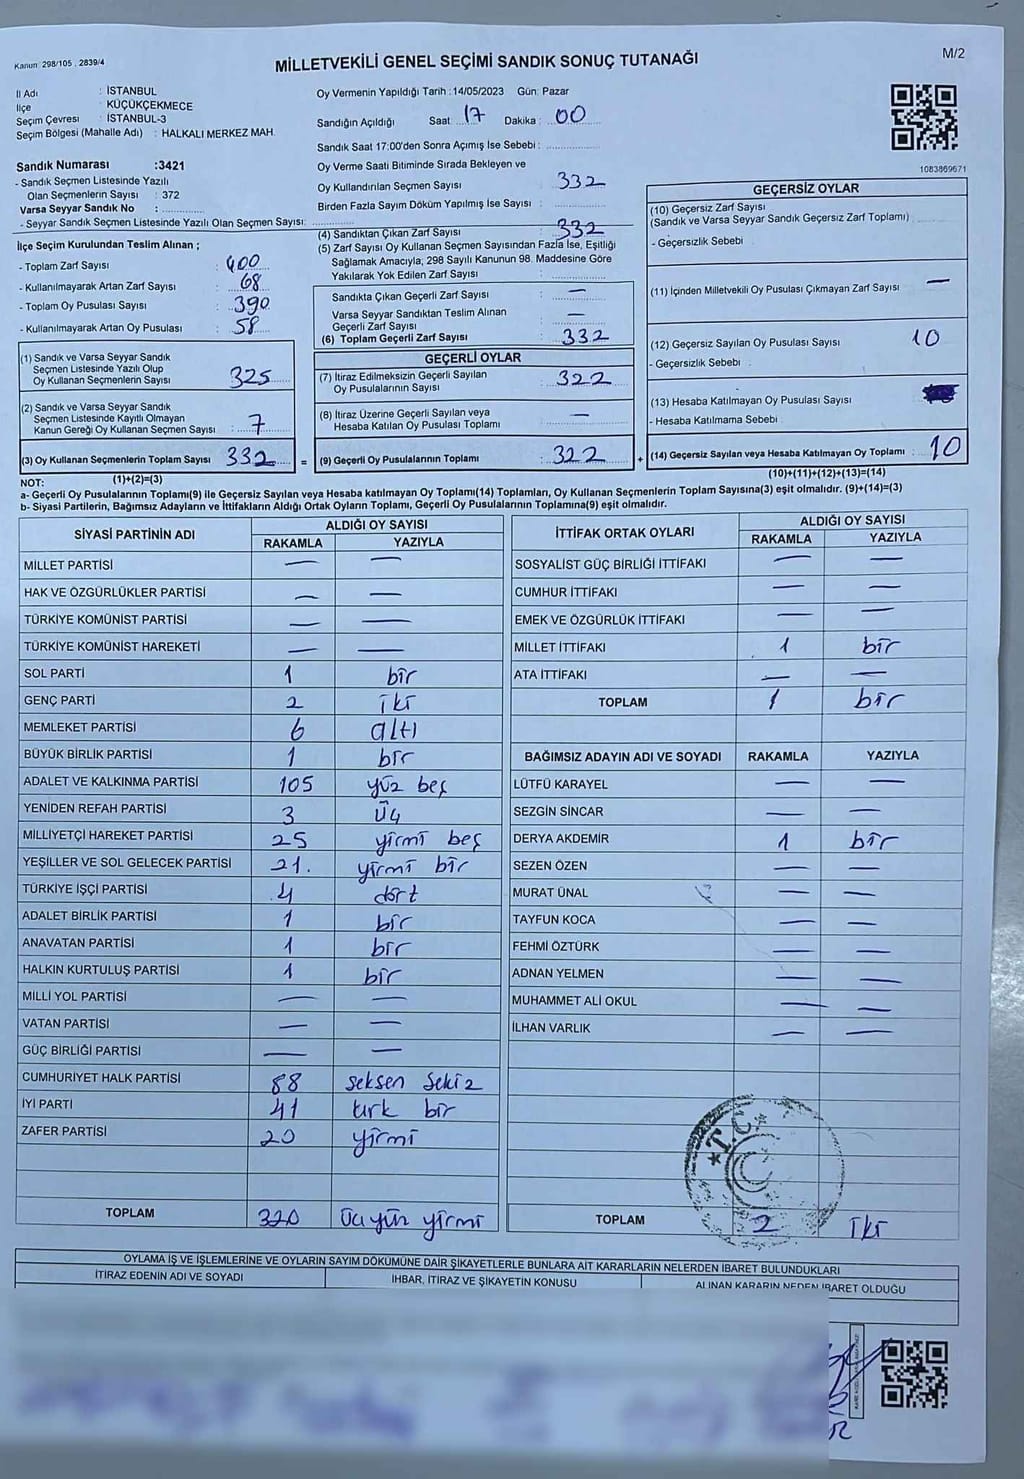 Kanun: 298/105 , 2839/4
MİLLETVEKİLİ GENEL SEÇİMİ SANDIK SONUÇ TUTANAĞI
M/2
İl Adı : İSTANBUL
İlçe : KÜÇÜKÇEKMECE
Seçim Çevresi : İSTANBUL-3
Seçim Bölgesi (Mahalle Adı) : HALKALI MERKEZ MAH.
Sandık Numarası :3421
- Sandık Seçmen Listesinde Yazılı
Olan Seçmenlerin Sayısı : 372
Varsa Seyyar Sandık No :
- Seyyar Sandık Seçmen Listesinde Yazılı Olan Seçmen Sayısı:
Oy Vermenin Yapıldığı Tarih :14/05/2023 Gün: Pazar
Sandığın Açıldığı Saat 17 Dakika : 00
Sandık Saat 17:00'den Sonra Açımış İse Sebebi :
Oy Verme Saati Bitiminde Sırada Bekleyen ve
Oy Kullandırılan Seçmen Sayısı : 332
Birden Fazla Sayım Döküm Yapılmış İse Sayısı :
1083869671
İlçe Seçim Kurulundan Teslim Alınan ;
- Toplam Zarf Sayısı : 400
- Kullanılmayarak Artan Zarf Sayısı : 68
- Toplam Oy Pusulası Sayısı : 390
- Kullanılmayarak Artan Oy Pusulası : 58
(4) Sandıktan Çıkan Zarf Sayısı : 332
(5) Zarf Sayısı Oy Kullanan Seçmen Sayısından Fazla İse, Eşitliği
Sağlamak Amacıyla; 298 Sayılı Kanunun 98. Maddesine Göre
Yakılarak Yok Edilen Zarf Sayısı :
Sandıkta Çıkan Geçerli Zarf Sayısı : —
Varsa Seyyar Sandıktan Teslim Alınan
Geçerli Zarf Sayısı : —
(6) Toplam Geçerli Zarf Sayısı : 332
GEÇERSİZ OYLAR
(10) Geçersiz Zarf Sayısı
(Sandık ve Varsa Seyyar Sandık Geçersiz Zarf Toplamı)
- Geçersizlik Sebebi
(11) İçinden Milletvekili Oy Pusulası Çıkmayan Zarf Sayısı —
(12) Geçersiz Sayılan Oy Pusulası Sayısı 10
- Geçersizlik Sebebi :
(13) Hesaba Katılmayan Oy Pusulası Sayısı
- Hesaba Katılmama Sebebi
(14) Geçersiz Sayılan veya Hesaba Katılmayan Oy Toplamı : 10
(10)+(11)+(12)+(13)=(14)
(1) Sandık ve Varsa Seyyar Sandık
Seçmen Listesinde Yazılı Olup
Oy Kullanan Seçmenlerin Sayısı : 325
(2) Sandık ve Varsa Seyyar Sandık
Seçmen Listesinde Kayıtlı Olmayan
Kanun Gereği Oy Kullanan Seçmen Sayısı : 7
(3) Oy Kullanan Seçmenlerin Toplam Sayısı 332 =
(1)+(2)=(3)
GEÇERLİ OYLAR
(7) İtiraz Edilmeksizin Geçerli Sayılan
Oy Pusulalarının Sayısı : 322
(8) İtiraz Üzerine Geçerli Sayılan veya
Hesaba Katılan Oy Pusulası Toplamı : —
(9) Geçerli Oy Pusulalarının Toplamı : 322 +
NOT:
a- Geçerli Oy Pusulalarının Toplamı(9) ile Geçersiz Sayılan veya Hesaba katılmayan Oy Toplamı(14) Toplamları, Oy Kullanan Seçmenlerin Toplam Sayısına(3) eşit olmalıdır. (9)+(14)=(3)
b- Siyasi Partilerin, Bağımsız Adayların ve İttifakların Aldığı Ortak Oyların Toplamı, Geçerli Oy Pusulalarının Toplamına(9) eşit olmalıdır.
SİYASİ PARTİNİN ADI ALDIĞI OY SAYISI
RAKAMLA YAZIYLA
MİLLET PARTİSİ — —
HAK VE ÖZGÜRLÜKLER PARTİSİ — —
TÜRKİYE KOMÜNİST PARTİSİ — —
TÜRKİYE KOMÜNİST HAREKETİ — —
SOL PARTİ 1 bir
GENÇ PARTİ 2 iki
MEMLEKET PARTİSİ 6 altı
BÜYÜK BİRLİK PARTİSİ 1 bir
ADALET VE KALKINMA PARTİSİ 105 yüz beş
YENİDEN REFAH PARTİSİ 3 Üç
MİLLİYETÇİ HAREKET PARTİSİ 25 yirmi beş
YEŞİLLER VE SOL GELECEK PARTİSİ 21. yirmi bir
TÜRKİYE İŞÇİ PARTİSİ 4 dört
ADALET BİRLİK PARTİSİ 1 bir
ANAVATAN PARTİSİ 1 bir
HALKIN KURTULUŞ PARTİSİ 1 bir
MİLLİ YOL PARTİSİ — —
VATAN PARTİSİ — —
GÜÇ BİRLİĞİ PARTİSİ — —
CUMHURİYET HALK PARTİSİ 88 seksen sekiz
İYİ PARTİ 41 kırk bir
ZAFER PARTİSİ 20 yirmi
TOPLAM 320 Üçyüz yirmi
İTTİFAK ORTAK OYLARI ALDIĞI OY SAYISI
RAKAMLA YAZIYLA
SOSYALİST GÜÇ BİRLİĞİ İTTİFAKI — —
CUMHUR İTTİFAKI — —
EMEK VE ÖZGÜRLÜK İTTİFAKI — —
MİLLET İTTİFAKI 1 bir
ATA İTTİFAKI — —
TOPLAM 1 bir
BAĞIMSIZ ADAYIN ADI VE SOYADI RAKAMLA YAZIYLA
LÜTFÜ KARAYEL — —
SEZGİN SİNCAR — —
DERYA AKDEMİR 1 bir
SEZEN ÖZEN — —
MURAT ÜNAL — —
TAYFUN KOCA — —
FEHMİ ÖZTÜRK — —
ADNAN YELMEN — —
MUHAMMET ALİ OKUL — —
İLHAN VARLIK — —
T.C.
TOPLAM 2 iki
OYLAMA İŞ VE İŞLEMLERİNE VE OYLARIN SAYIM DÖKÜMÜNE DAİR ŞİKAYETLERLE BUNLARA AİT KARARLARIN NELERDEN İBARET BULUNDUKLARI
İTİRAZ EDENİN ADI VE SOYADI İHBAR, İTİRAZ VE ŞİKAYETİN KONUSU ALINAN KARARIN NEDEN İBARET OLDUĞU